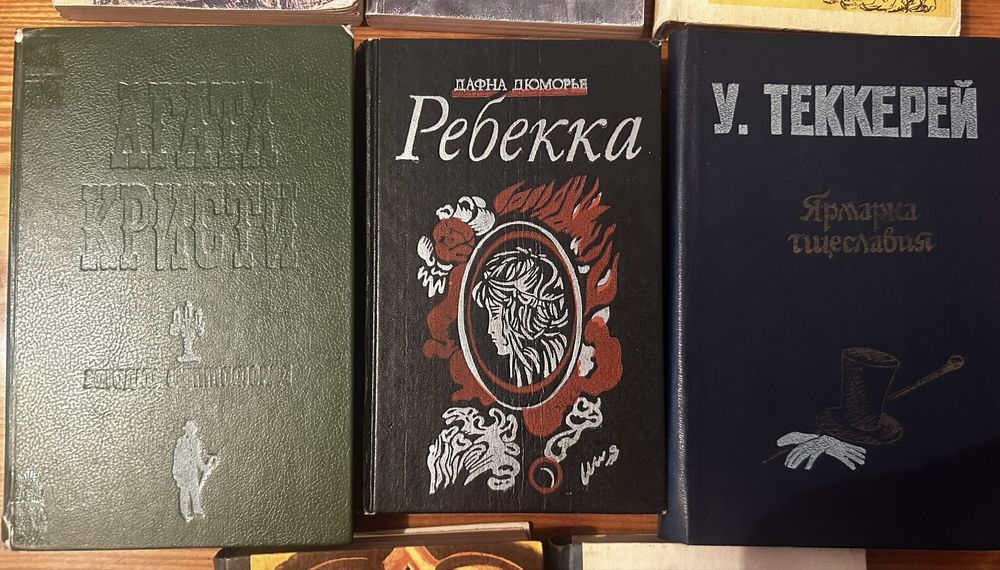 АГАТА
КРИСТИ
ДАФНА ДЮМОРЬЕ
Ребекка
У. ТЕККЕРЕЙ
Ярмарка
тщеславия